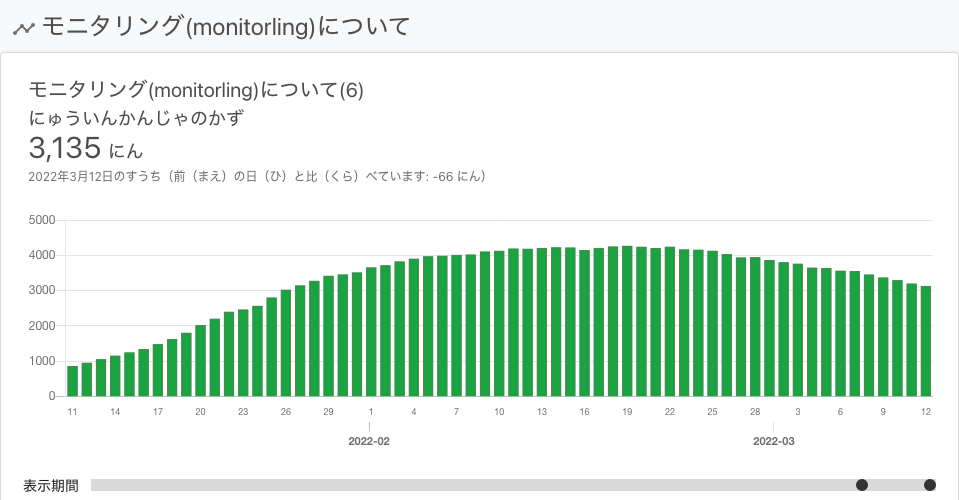 モニタリング(monitorling)について
モニタリング(monitorling)について(6)
にゅういんかんじゃのかず
3,135 にん
2022年3月12日のすうち（前（まえ）の日（ひ）と比（くら）べています: -66 にん）
5000
4000
3000
2000
1000
0
11 14 17 20 23 26 29 1 4 7 10 13 16 19 22 25 28 3 6 9 12
2022-02 2022-03
表示期間